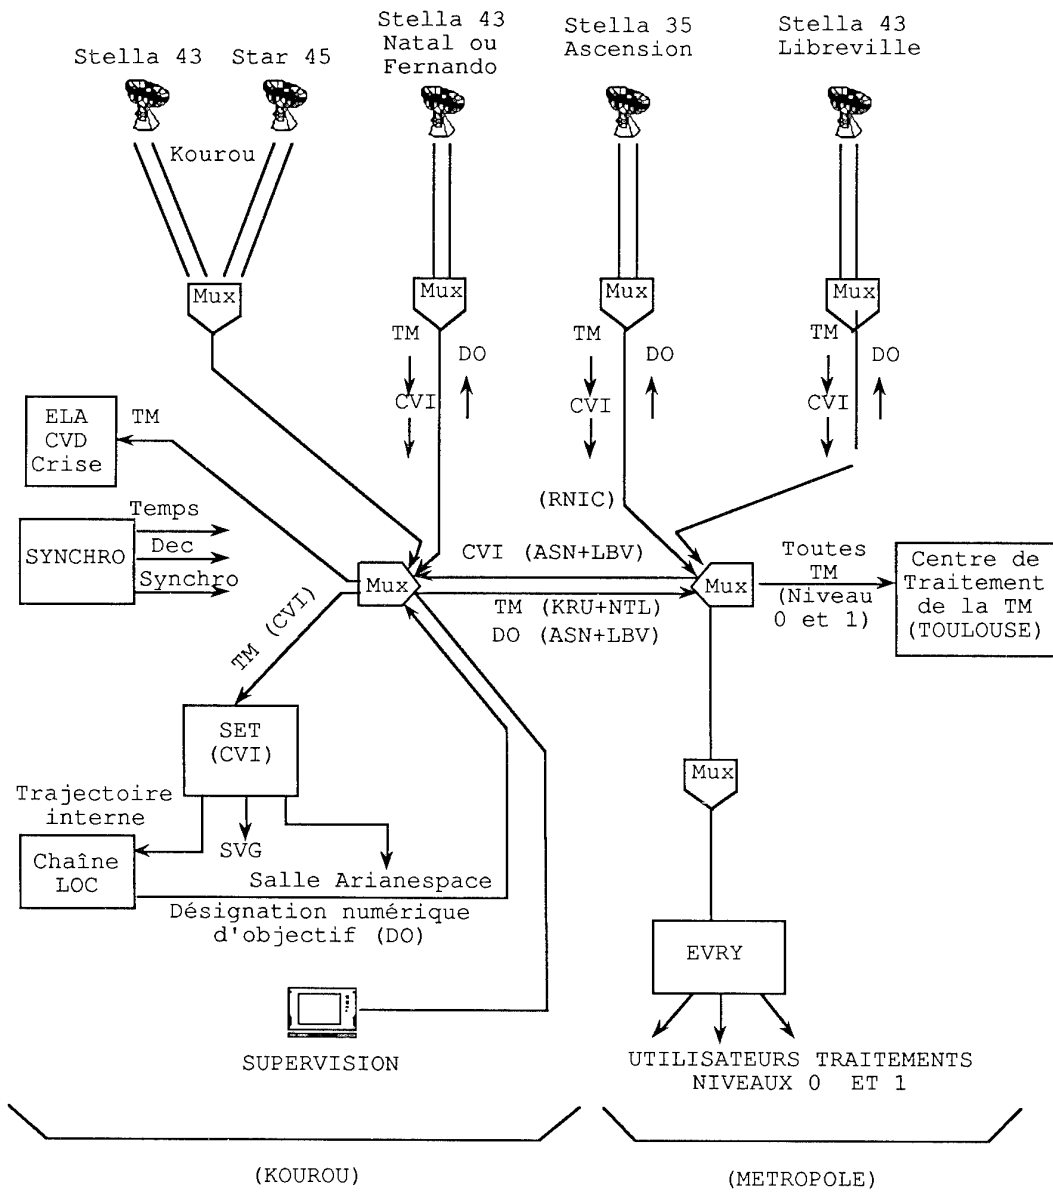 Stella 43
Star 45
Stella 43
Natal ou
Fernando
Stella 35
Ascension
Stella 43
Libreville
Kourou
Mux
Mux
Mux
Mux
TM
DO
CVI
TM
DO
CVI
TM
DO
CVI
ELA
CVD
Crise
TM
(RNIC)
SYNCHRO
Temps
Dec
Synchro
CVI (ASN+LBV)
Mux
Mux
TM (KRU+NTL)
DO (ASN+LBV)
Toutes
TM
(Niveau
0 et 1)
Centre de
Traitement
de la TM
(TOULOUSE)
TM (CVI)
SET
(CVI)
Mux
Trajectoire
interne
SVG
Chaîne
LOC
Salle Arianespace
Désignation numérique
d'objectif (DO)
EVRY
SUPERVISION
UTILISATEURS TRAITEMENTS
NIVEAUX 0 ET 1
(KOUROU)
(METROPOLE)